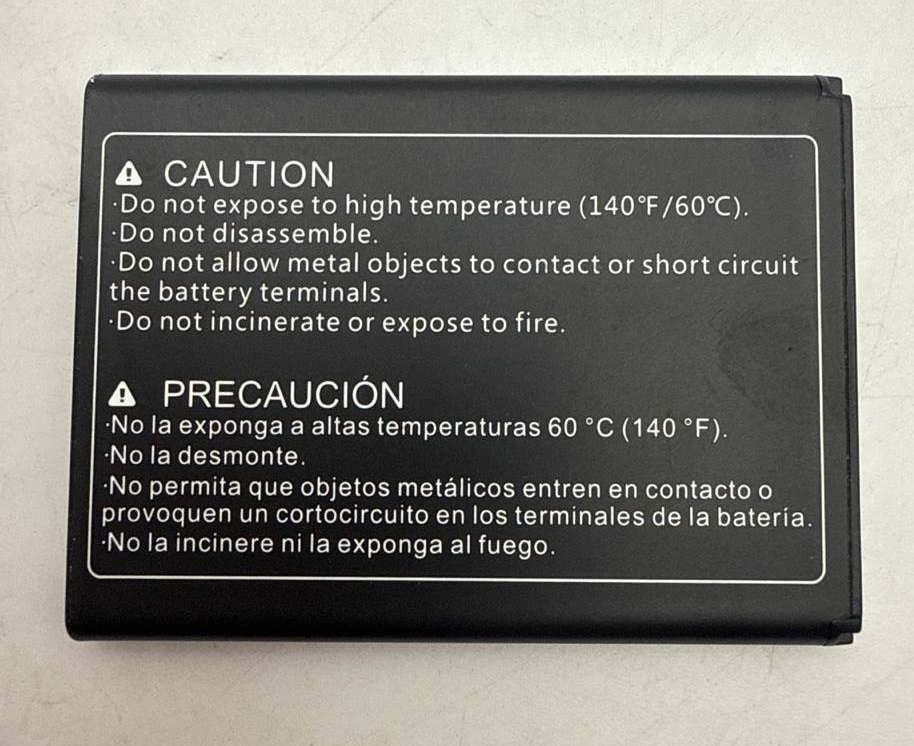 ⚠ CAUTION
·Do not expose to high temperature (140℉/60℃).
·Do not disassemble.
·Do not allow metal objects to contact or short circuit
the battery terminals.
·Do not incinerate or expose to fire.
⚠ PRECAUCIÓN
·No la exponga a altas temperaturas 60 °C (140 °F).
·No la desmonte.
·No permita que objetos metálicos entren en contacto o
provoquen un cortocircuito en los terminales de la batería.
·No la incinere ni la exponga al fuego.